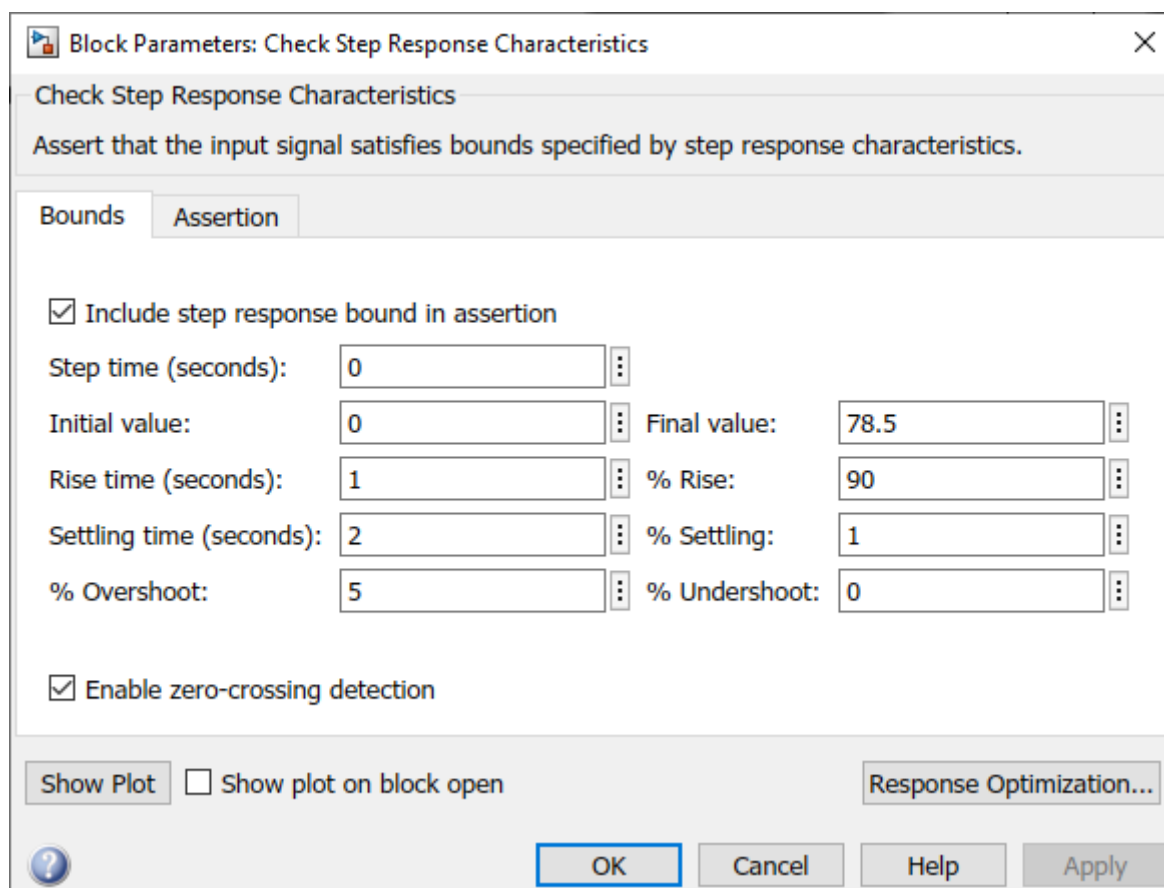 Block Parameters: Check Step Response Characteristics
Check Step Response Characteristics
Assert that the input signal satisfies bounds specified by step response characteristics.
Bounds Assertion
Include step response bound in assertion
Step time (seconds): 0
Initial value: 0 Final value: 78.5
Rise time (seconds): 1 % Rise: 90
Settling time (seconds): 2 % Settling: 1
% Overshoot: 5 % Undershoot: 0
Enable zero-crossing detection
Show Plot Show plot on block open Response Optimization...
? OK Cancel Help Apply